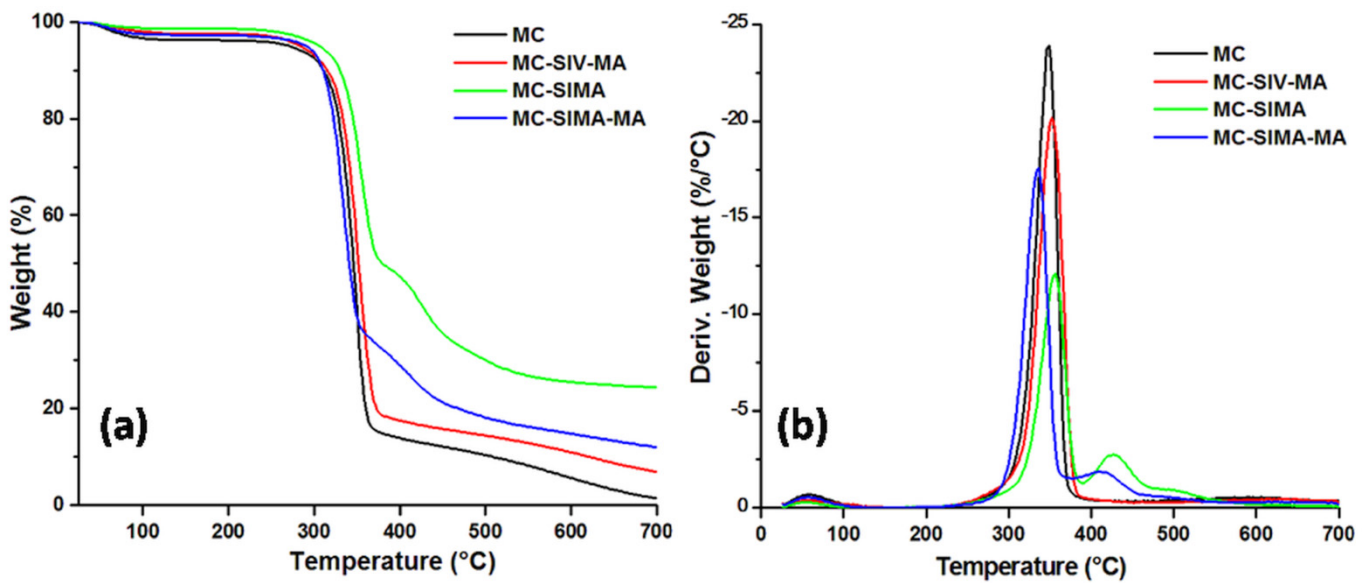 100
80
60
40
20
0
Weight (%)
MC
MC-SIV-MA
MC-SIMA
MC-SIMA-MA
(a)
100 200 300 400 500 600 700
Temperature (°C)
-25
-20
-15
-10
-5
0
Deriv. Weight (%/°C)
MC
MC-SIV-MA
MC-SIMA
MC-SIMA-MA
(b)
0 100 200 300 400 500 600 700
Temperature (°C)